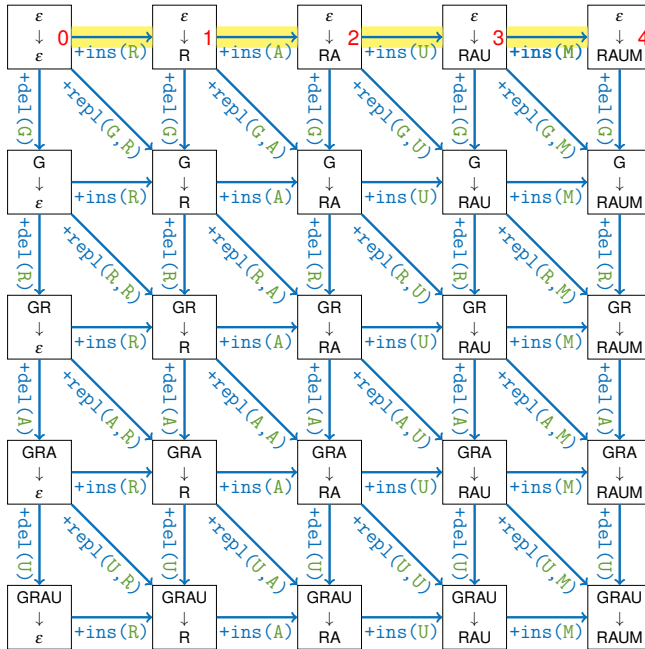 ε ε ε ε ε
↓ 0 ↓ 1 ↓ 2 ↓ 3 ↓ 4
ε +ins(R) R +ins(A) RA +ins(U) RAU +ins(M) RAUM
+del(G) +repl(G,R) +del(G) +repl(G,A) +del(G) +repl(G,U) +del(G) +repl(G,M) +del(G)
G G G G G
↓ +ins(R) ↓ +ins(A) ↓ +ins(U) ↓ +ins(M) ↓
ε R RA RAU RAUM
+del(R) +repl(R,R) +del(R) +repl(R,A) +del(R) +repl(R,U) +del(R) +repl(R,M) +del(R)
GR GR GR GR GR
↓ +ins(R) ↓ +ins(A) ↓ +ins(U) ↓ +ins(M) ↓
ε R RA RAU RAUM
+del(A) +repl(A,R) +del(A) +repl(A,A) +del(A) +repl(A,U) +del(A) +repl(A,M) +del(A)
GRA GRA GRA GRA GRA
↓ +ins(R) ↓ +ins(A) ↓ +ins(U) ↓ +ins(M) ↓
ε R RA RAU RAUM
+del(U) +repl(U,R) +del(U) +repl(U,A) +del(U) +repl(U,U) +del(U) +repl(U,M) +del(U)
GRAU GRAU GRAU GRAU GRAU
↓ +ins(R) ↓ +ins(A) ↓ +ins(U) ↓ +ins(M) ↓
ε R RA RAU RAUM